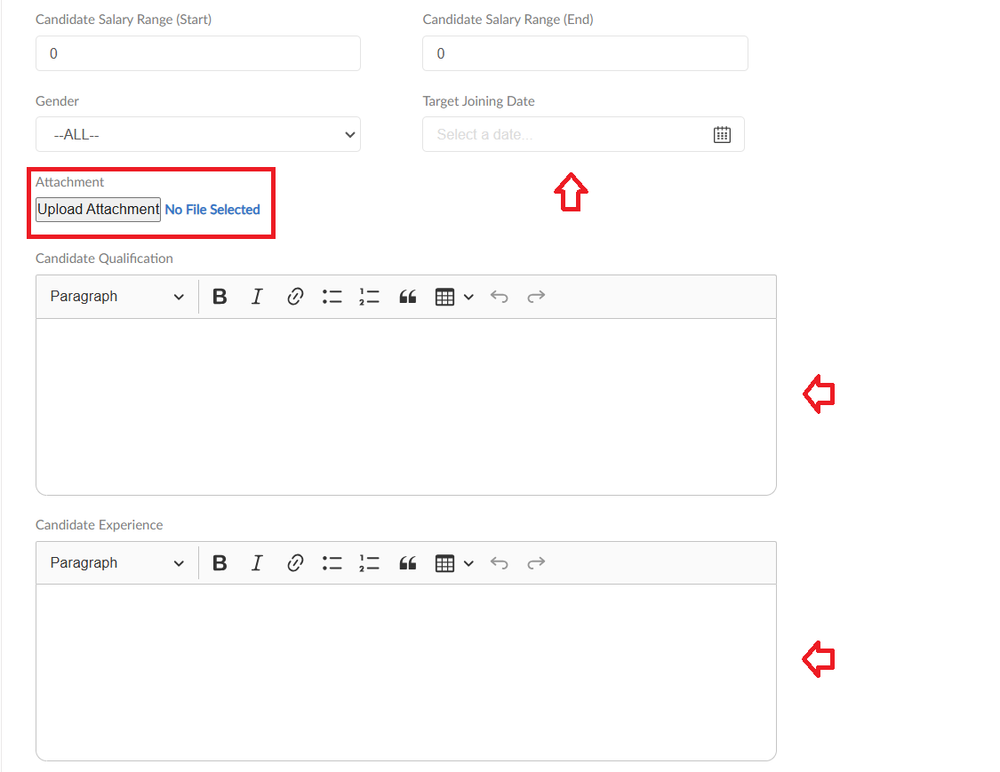 Candidate Salary Range (Start) Candidate Salary Range (End)
0 0
Gender Target Joining Date
--ALL-- Select a date...
Attachment
Upload Attachment No File Selected
Candidate Qualification
Paragraph B I
Candidate Experience
Paragraph B I